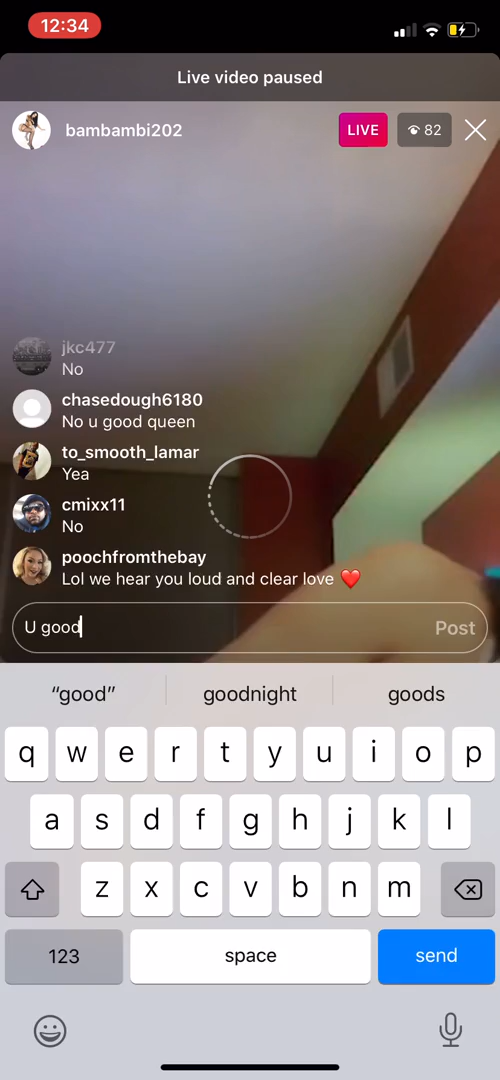 12:34
Live video paused
bambambi202
LIVE
82
jkc477
No
chasedough6180
No u good queen
to_smooth_lamar
Yea
cmixx11
No
poochfromthebay
Lol we hear you loud and clear love ❤️
U good
Post
“good”
goodnight
goods
q w e r t y u i o p
a s d f g h j k l
z x c v b n m
123
space
send